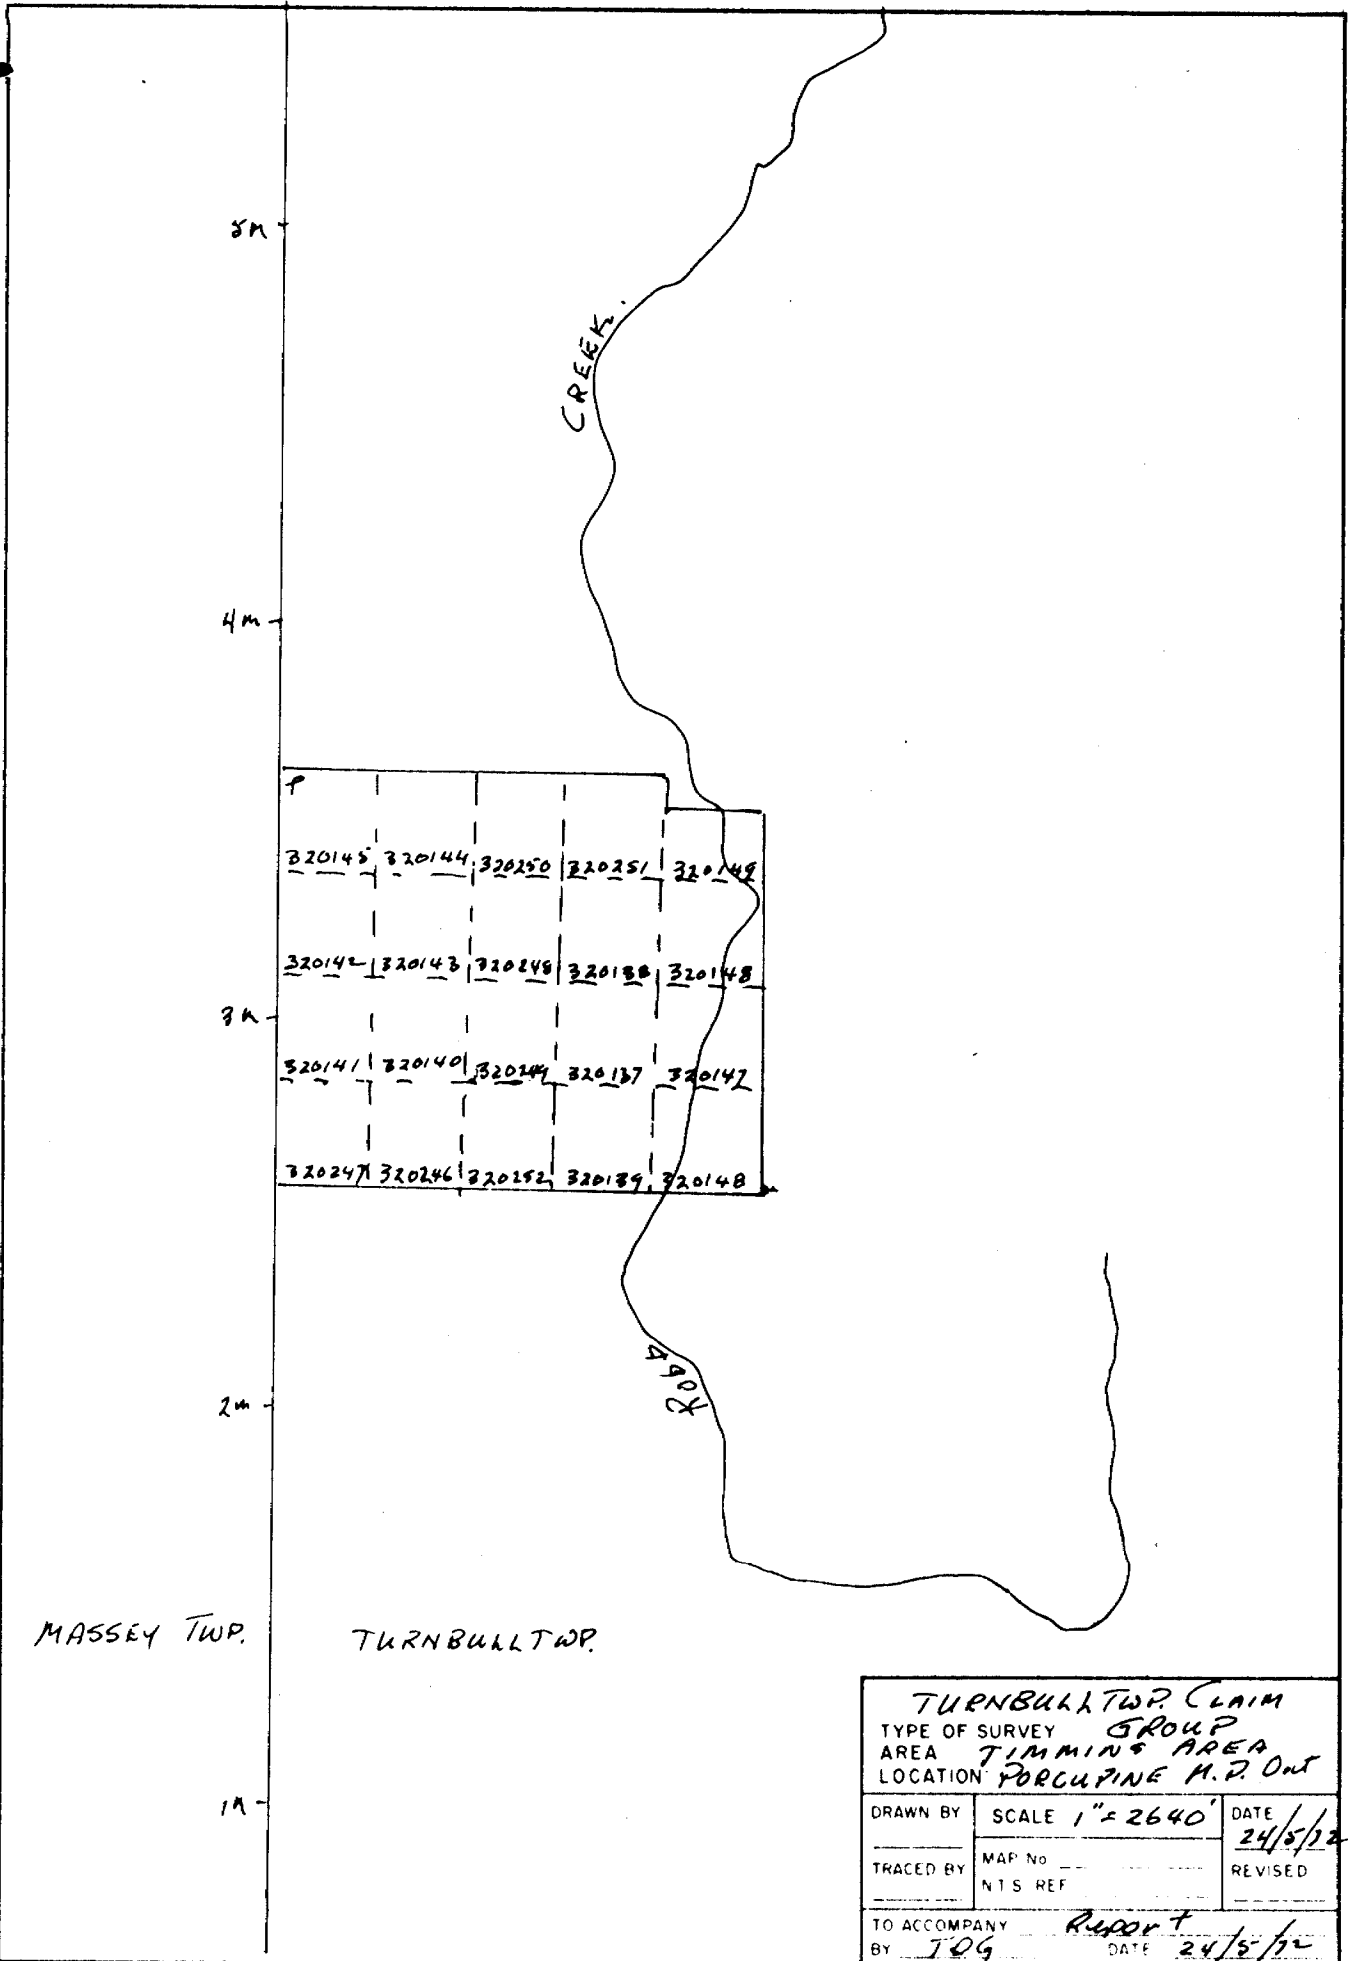 5M
CREEK.
4m
P
320145 320144 320250 320251 320149
320142 320143 320248 320138 320148
3M
320141 320140 320249 320137 320147
320247 320246 320252 320139 320148
ROAD
2m
MASSEY TWP. TURNBULL TWP.
1M
TURNBULL TWP. CLAIM
TYPE OF SURVEY GROUP
AREA TIMMINS AREA
LOCATION PORCUPINE M.D. Ont
DRAWN BY SCALE 1" = 2640' DATE 24/5/72
TRACED BY MAP No REVISED
N T S REF
TO ACCOMPANY Report
BY DATE 24/5/72